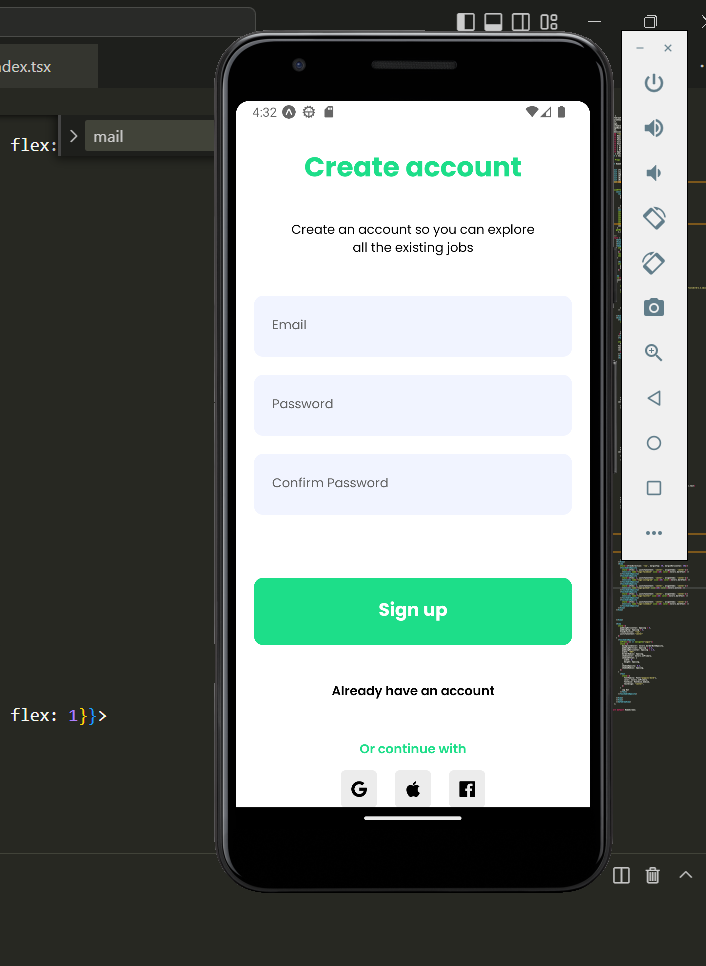 dex.tsx
mail
flex:
4:32
Create account
Create an account so you can explore
all the existing jobs
Email
Password
Confirm Password
Sign up
Already have an account
Or continue with
flex: 1}}>